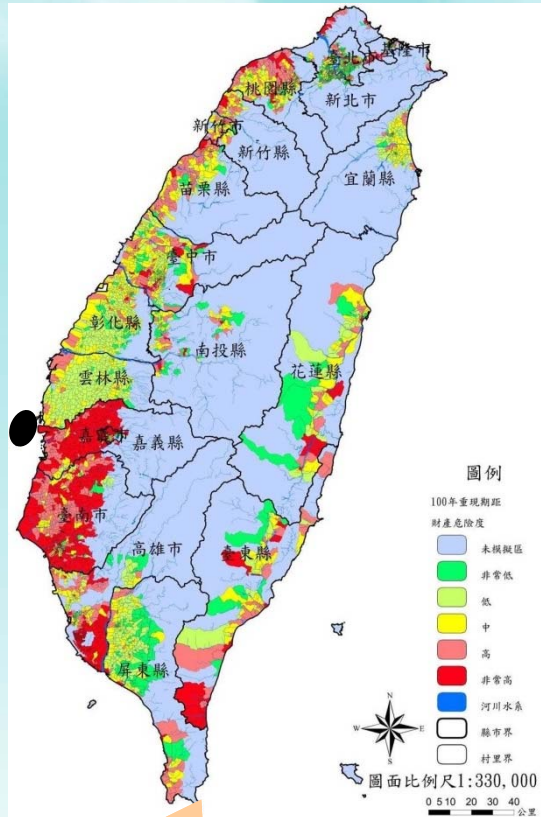 基隆市
臺北市
桃園縣
新北市
新竹市
新竹縣
宜蘭縣
苗栗縣
臺中市
彰化縣
南投縣
花蓮縣
雲林縣
嘉義市
嘉義縣
臺南市
高雄市
臺東縣
屏東縣
圖例
100年重現期距
財產危險度
未模擬區
非常低
低
中
高
非常高
河川水系
縣市界
村里界
N
W E
S
圖面比例尺1:330,000
0 5 10 20 30 40
公里